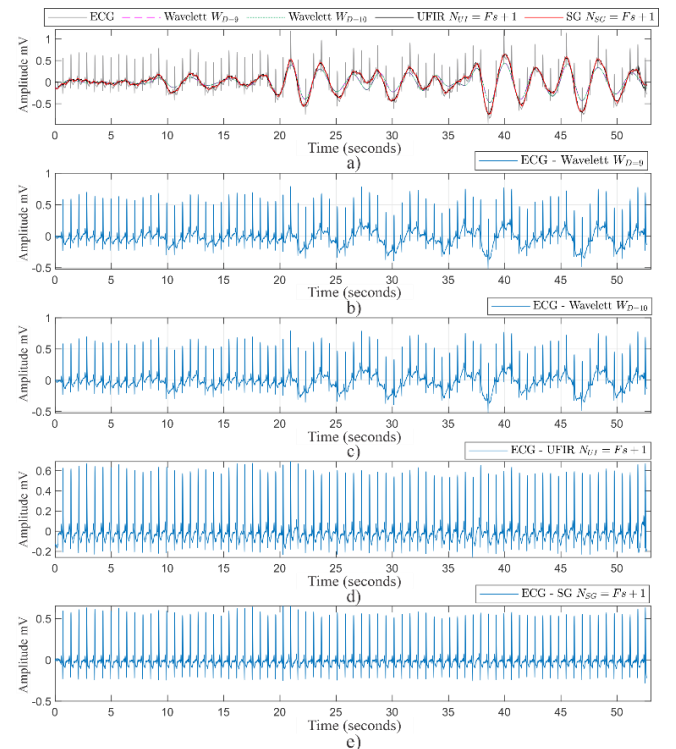 ECG Wavelett W_{D-9} Wavelett W_{D-10} UFIR N_{UI} = Fs + 1 SG N_{SG} = Fs + 1
Amplitude mV
1
0.5
0
-0.5
0 5 10 15 20 25 30 35 40 45 50
Time (seconds)
a)
ECG - Wavelett W_{D=9}
Amplitude mV
1
0.5
0
-0.5
0 5 10 15 20 25 30 35 40 45 50
Time (seconds)
b)
ECG - Wavelett W_{D-10}
Amplitude mV
1
0.5
0
-0.5
0 5 10 15 20 25 30 35 40 45 50
Time (seconds)
c)
ECG - UFIR N_{UI} = Fs + 1
Amplitude mV
0.6
0.4
0.2
0
-0.2
0 5 10 15 20 25 30 35 40 45 50
Time (seconds)
d)
ECG - SG N_{SG} = Fs + 1
Amplitude mV
0.5
0
-0.5
0 5 10 15 20 25 30 35 40 45 50
Time (seconds)
e)